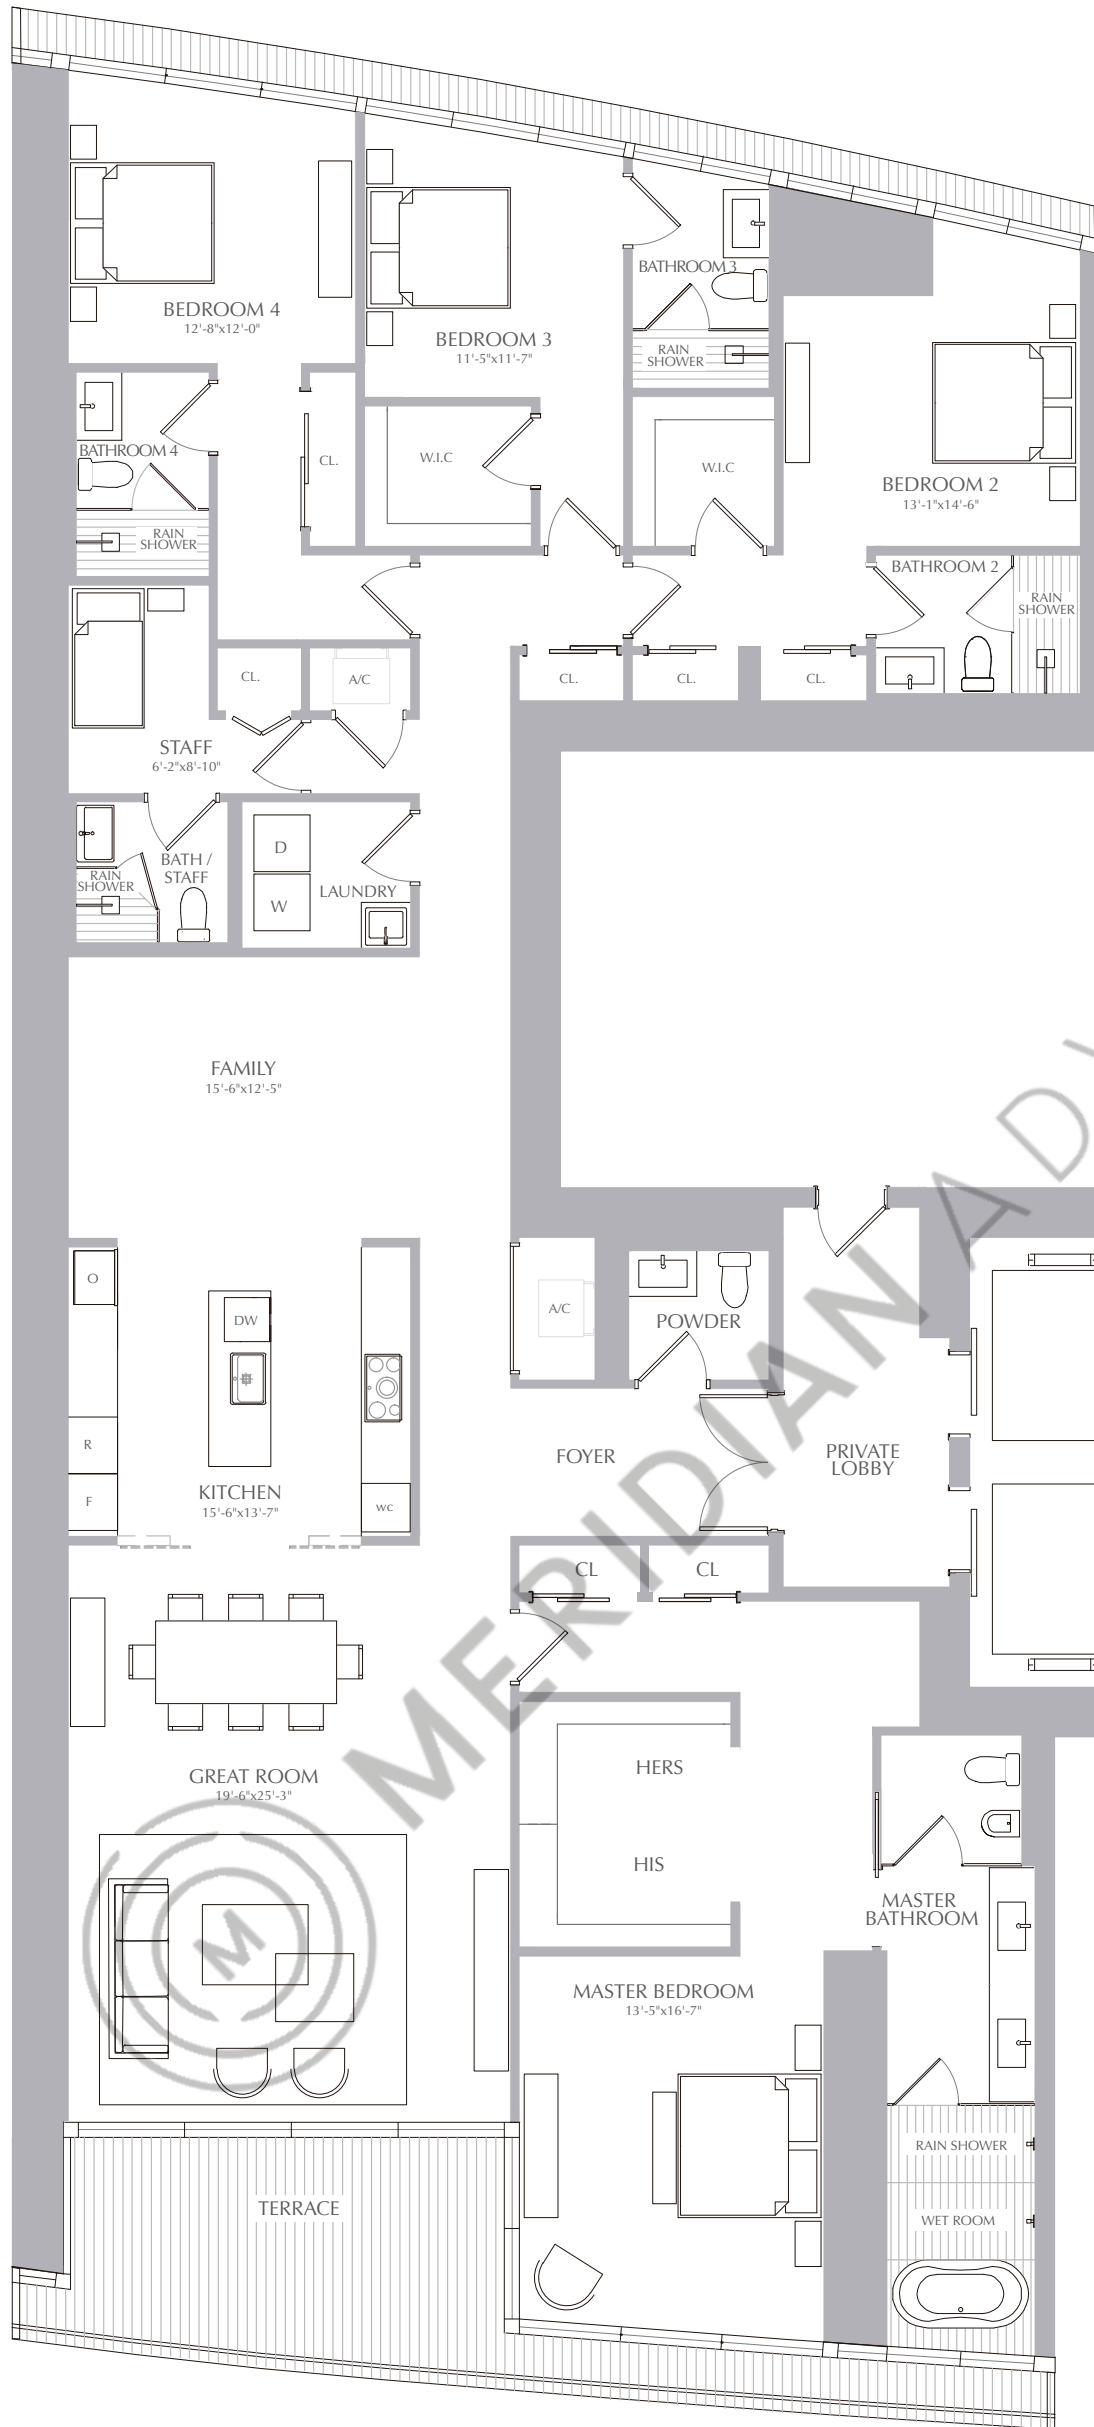 BEDROOM 4
12'-8"x12'-0"
BEDROOM 3
11'-5"x11'-7"
BATHROOM 3
RAIN
SHOWER
BATHROOM 4
RAIN
SHOWER
CL.
W.I.C
W.I.C
BEDROOM 2
13'-1"x14'-6"
BATHROOM 2
RAIN
SHOWER
CL.
A/C
CL.
CL.
CL.
STAFF
6'-2"x8'-10"
BATH /
STAFF
RAIN
SHOWER
D
W
LAUNDRY
FAMILY
15'-6"x12'-5"
O
DW
R
F
KITCHEN
15'-6"x13'-7"
WC
A/C
POWDER
FOYER
PRIVATE
LOBBY
CL
CL
GREAT ROOM
19'-6"x25'-3"
HERS
HIS
MASTER
BATHROOM
MASTER BEDROOM
13'-5"x16'-7"
RAIN SHOWER
WET ROOM
TERRACE
M MERIDIAN AD